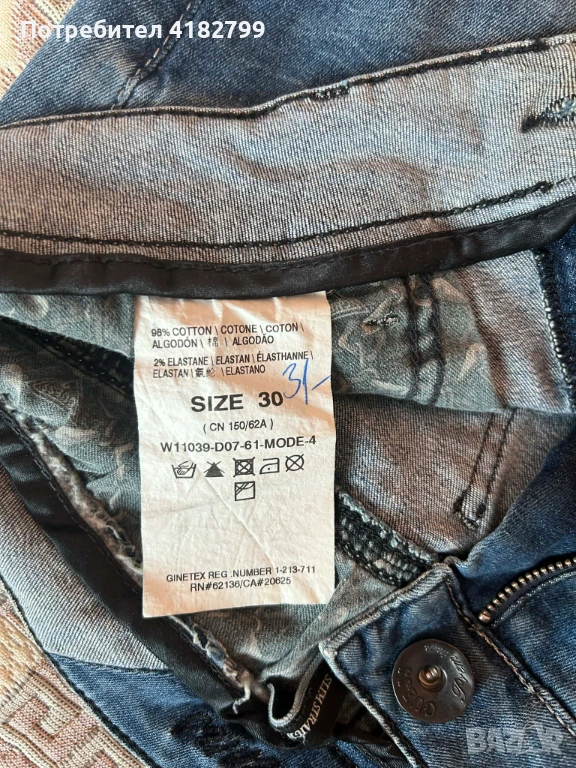 Потребител 4182799
98% COTTON \ COTONE \ COTON \
ALGODÓN \ 棉 \ ALGODÃO
2% ELASTANE \ ELASTAN \ ÉLASTHANNE \
ELASTAN \ 氨纶 \ ELASTANO
31-
SIZE 30
( CN 150/62A )
W11039-D07-61-MODE-4
GINETEX REG .NUMBER 1-213-711
RN#62136/CA#20625
BAZAR